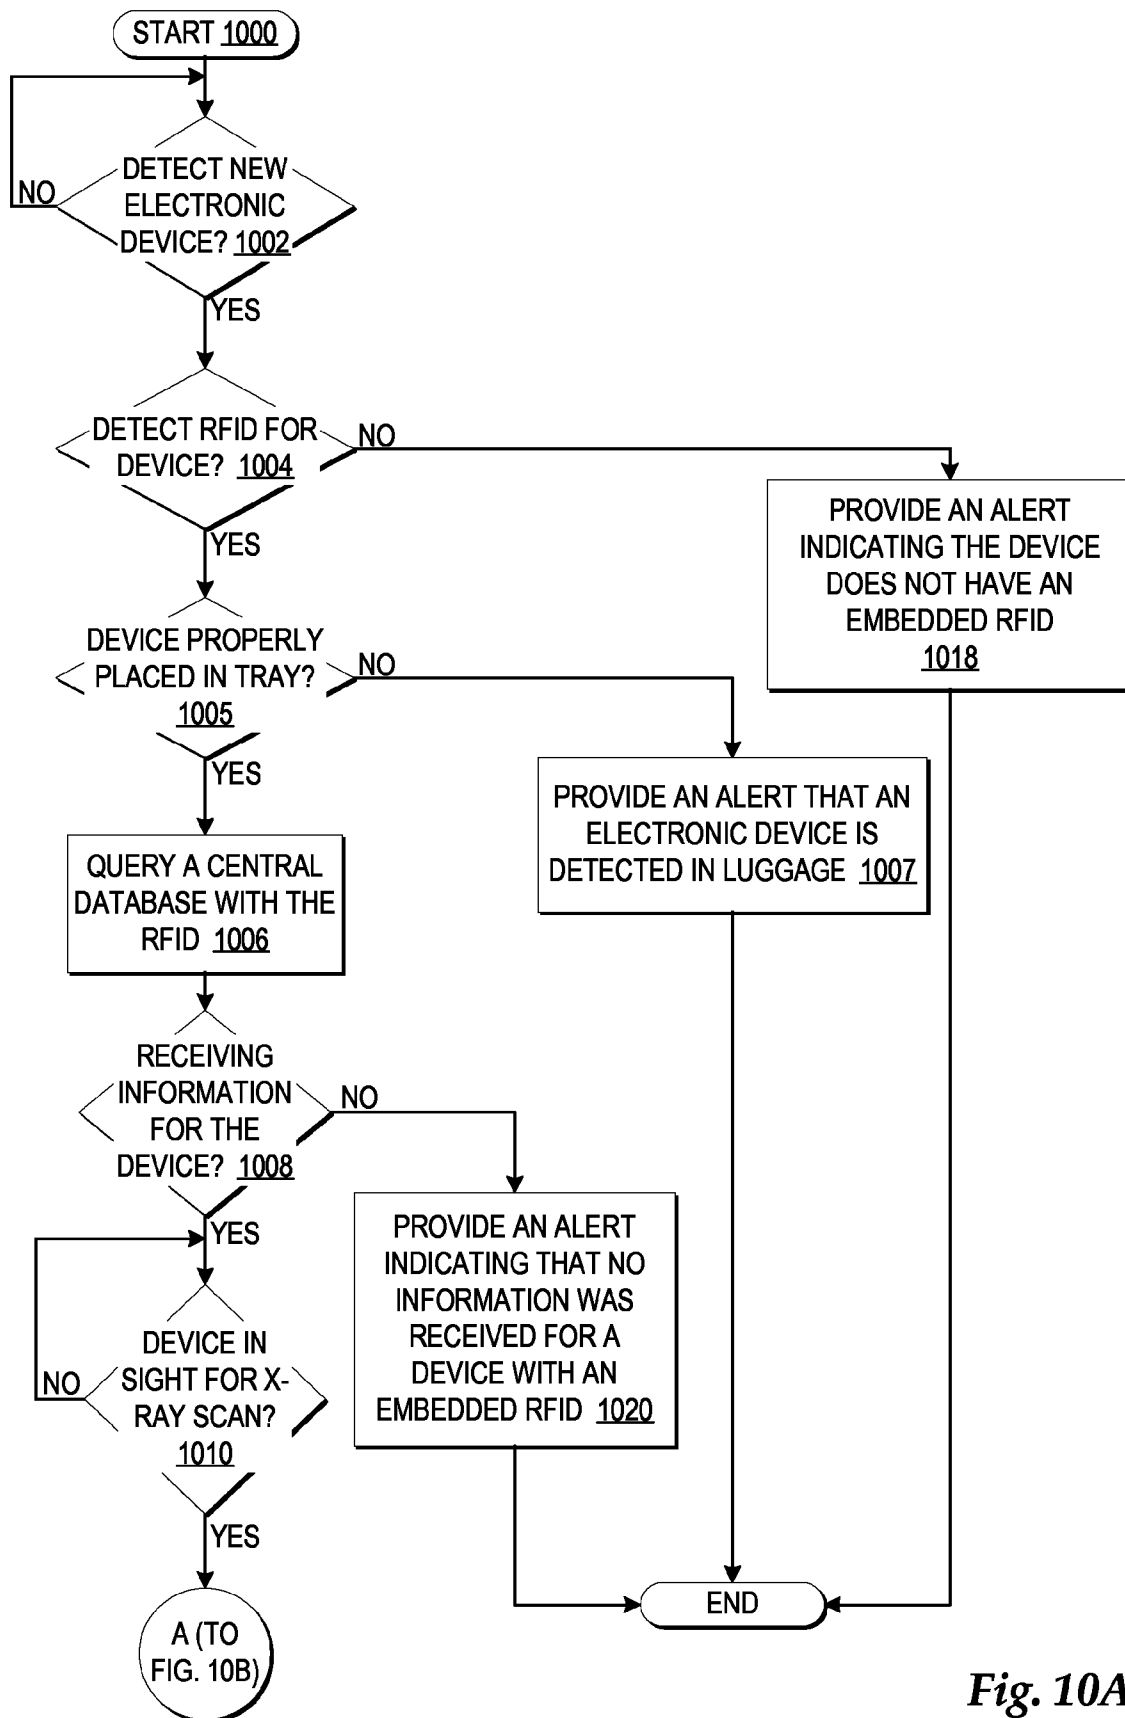 START 1000
DETECT NEW
ELECTRONIC
DEVICE? 1002
NO
YES
DETECT RFID FOR
DEVICE? 1004
NO
YES
PROVIDE AN ALERT
INDICATING THE DEVICE
DOES NOT HAVE AN
EMBEDDED RFID
1018
DEVICE PROPERLY
PLACED IN TRAY?
1005
NO
YES
PROVIDE AN ALERT THAT AN
ELECTRONIC DEVICE IS
DETECTED IN LUGGAGE 1007
QUERY A CENTRAL
DATABASE WITH THE
RFID 1006
RECEIVING
INFORMATION
FOR THE
DEVICE? 1008
NO
YES
PROVIDE AN ALERT
INDICATING THAT NO
INFORMATION WAS
RECEIVED FOR A
DEVICE WITH AN
EMBEDDED RFID 1020
DEVICE IN
SIGHT FOR X-
RAY SCAN?
1010
NO
YES
END
A (TO
FIG. 10B)
Fig. 10A